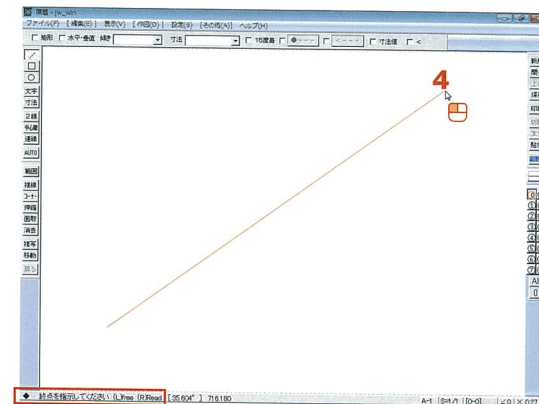 無題 - jw_win
ファイル(F) [編集(E)] 表示(V) [作図(D)] 設定(S) [その他(A)] ヘルプ(H)
矩形 水平・垂直 傾き 寸法 15度毎 ●--- <--- 寸法値 <
4
文字
寸法
2線
中心線
連線
AUTO
範囲
複線
コーナー
伸縮
面取
消去
複写
移動
戻る
◆ 終点を指示してください (L)free (R)Read [ 35.604° ] 716.180
A-1 S=1/1 [0-0] ∠0 × 0.77